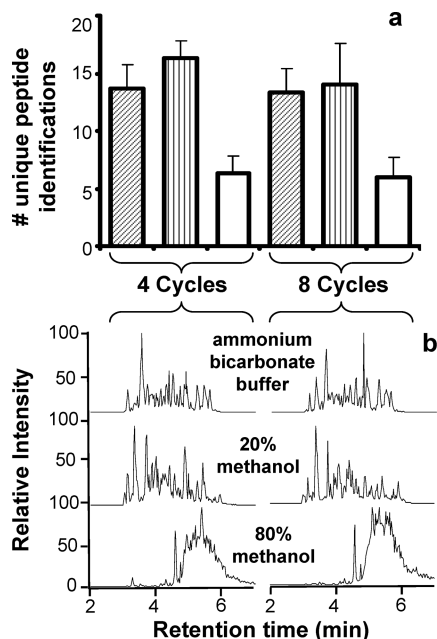 a
# unique peptide
identifications
20
15
10
5
0
4 Cycles
8 Cycles
b
Relative Intensity
100
50
100
50
100
50
0
ammonium
bicarbonate
buffer
20%
methanol
80%
methanol
2
4
6
2
4
6
Retention time (min)